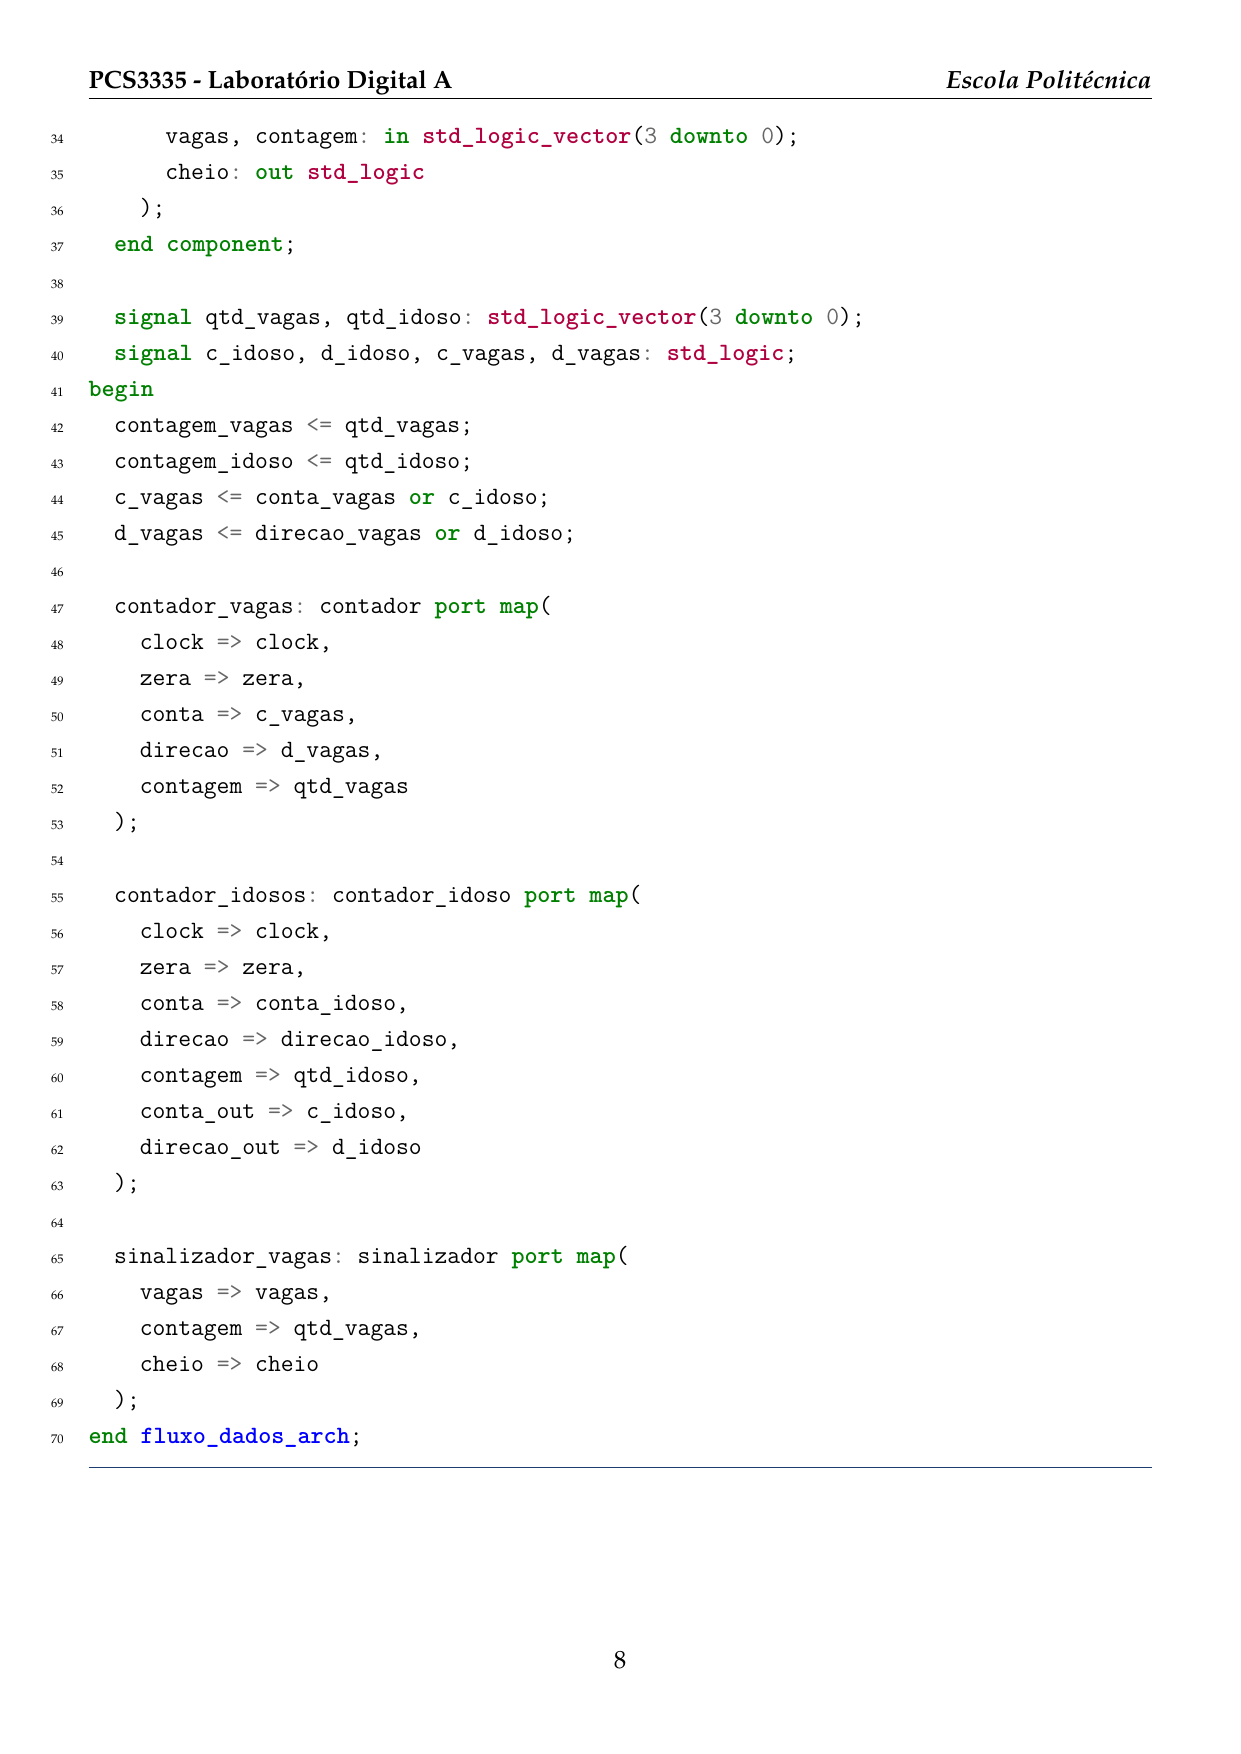 PCS3335 - Laboratório Digital A Escola Politécnica
34 vagas, contagem: in std_logic_vector(3 downto 0);
35 cheio: out std_logic
36 );
37 end component;
38
39 signal qtd_vagas, qtd_idoso: std_logic_vector(3 downto 0);
40 signal c_idoso, d_idoso, c_vagas, d_vagas: std_logic;
41 begin
42 contagem_vagas <= qtd_vagas;
43 contagem_idoso <= qtd_idoso;
44 c_vagas <= conta_vagas or c_idoso;
45 d_vagas <= direcao_vagas or d_idoso;
46
47 contador_vagas: contador port map(
48 clock => clock,
49 zera => zera,
50 conta => c_vagas,
51 direcao => d_vagas,
52 contagem => qtd_vagas
53 );
54
55 contador_idosos: contador_idoso port map(
56 clock => clock,
57 zera => zera,
58 conta => conta_idoso,
59 direcao => direcao_idoso,
60 contagem => qtd_idoso,
61 conta_out => c_idoso,
62 direcao_out => d_idoso
63 );
64
65 sinalizador_vagas: sinalizador port map(
66 vagas => vagas,
67 contagem => qtd_vagas,
68 cheio => cheio
69 );
70 end fluxo_dados_arch;
8